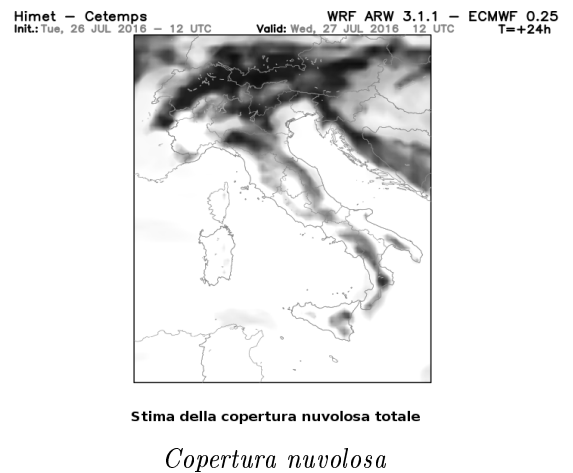 Himet – Cetemps WRF ARW 3.1.1 – ECMWF 0.25
Init.: Tue, 26 JUL 2016 – 12 UTC Valid: Wed, 27 JUL 2016 12 UTC T=+24h
Stima della copertura nuvolosa totale
Copertura nuvolosa